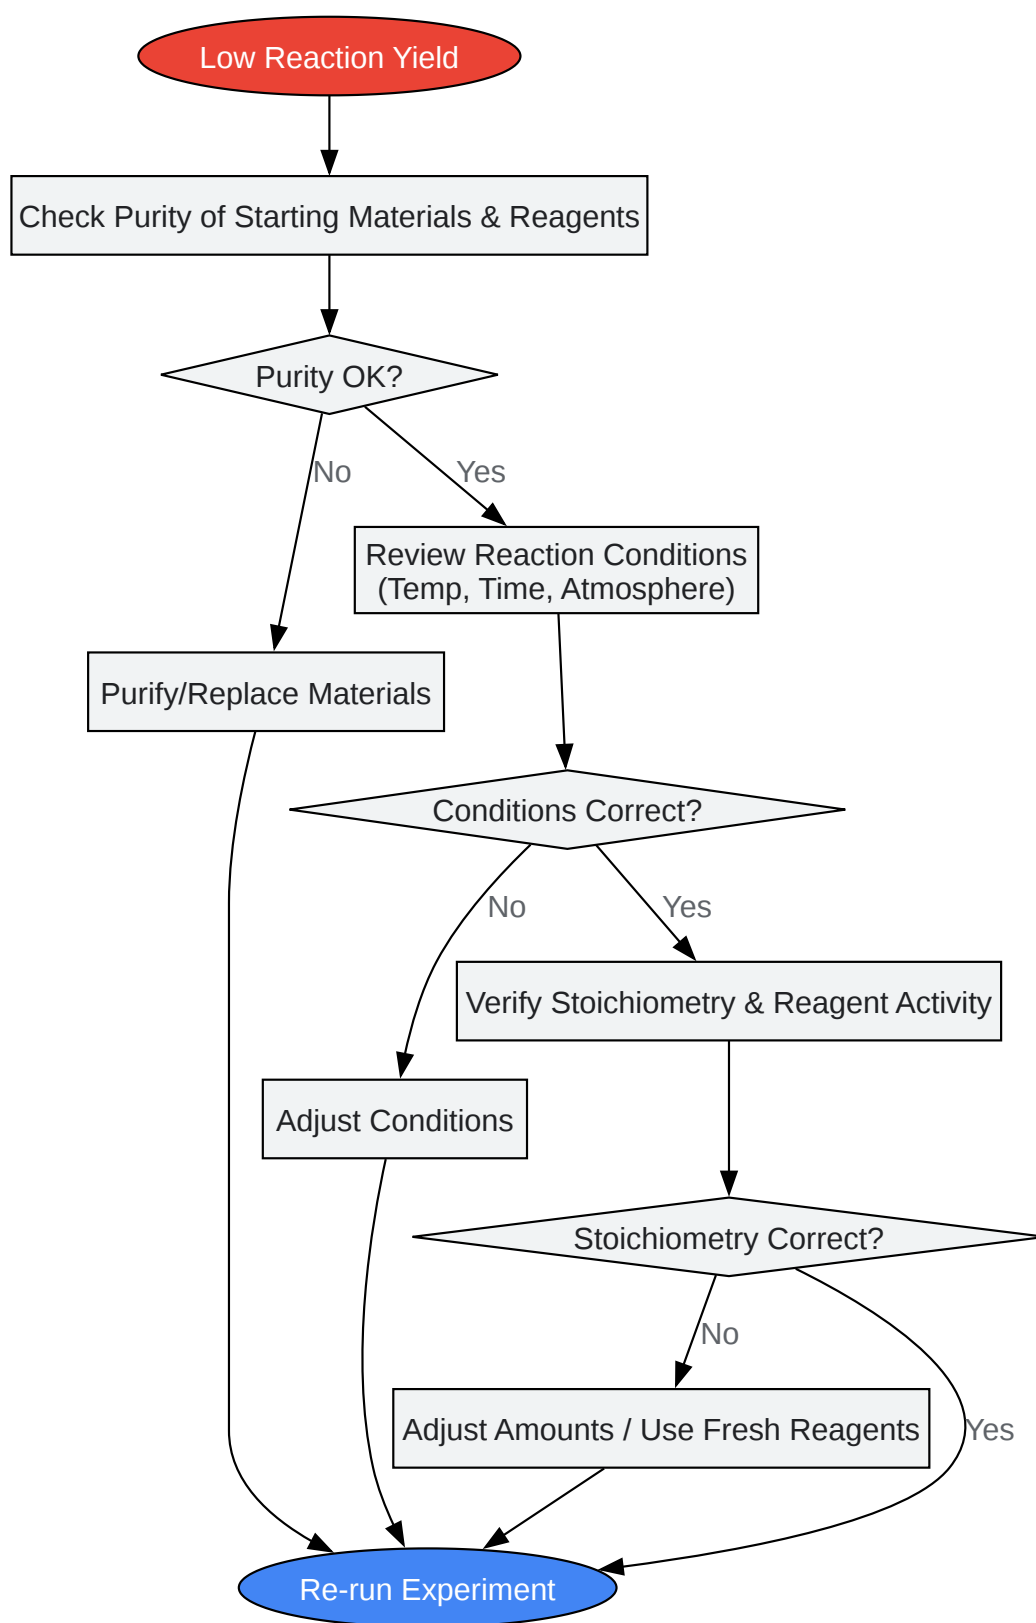 Low Reaction Yield
Check Purity of Starting Materials & Reagents
Purity OK?
No
Yes
Review Reaction Conditions
(Temp, Time, Atmosphere)
Purify/Replace Materials
Conditions Correct?
No
Yes
Verify Stoichiometry & Reagent Activity
Adjust Conditions
Stoichiometry Correct?
No
Adjust Amounts / Use Fresh Reagents
Yes
Re-run Experiment